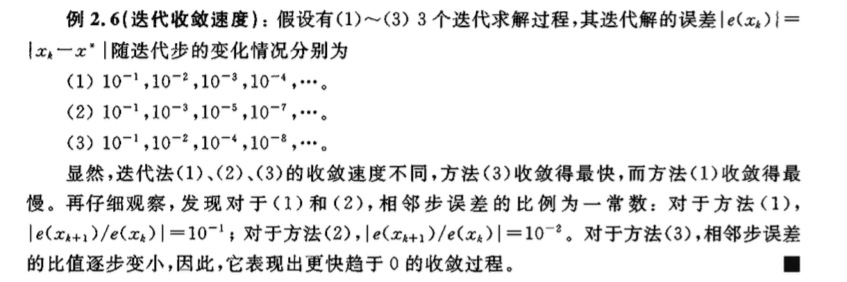 例 2.6(迭代收敛速度)：假设有(1)～(3) 3 个迭代求解过程,其迭代解的误差|e(xₖ)|=
|xₖ－x*|随迭代步的变化情况分别为
(1) 10⁻¹,10⁻²,10⁻³,10⁻⁴,…。
(2) 10⁻¹,10⁻³,10⁻⁵,10⁻⁷,…。
(3) 10⁻¹,10⁻²,10⁻⁴,10⁻⁸,…。
显然,迭代法(1)、(2)、(3)的收敛速度不同,方法(3)收敛得最快,而方法(1)收敛得最
慢。再仔细观察,发现对于(1)和(2),相邻步误差的比例为一常数：对于方法(1),
|e(xₖ₊₁)/e(xₖ)|=10⁻¹；对于方法(2),|e(xₖ₊₁)/e(xₖ)|=10⁻²。对于方法(3),相邻步误差
的比值逐步变小,因此,它表现出更快趋于 0 的收敛过程。 ■